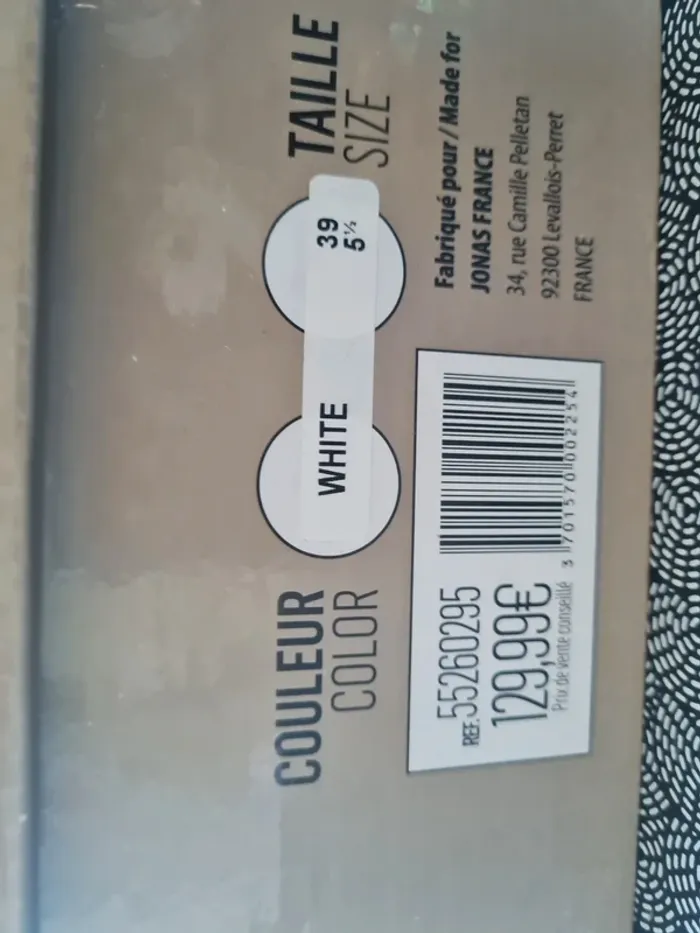 COULEUR
COLOR
WHITE
TAILLE
SIZE
39
5½
REF.55260295
129,99€
Prix de vente conseillé
3 701570 002254
Fabriqué pour / Made for
JONAS FRANCE
34, rue Camille Pelletan
92300 Levallois-Perret
FRANCE